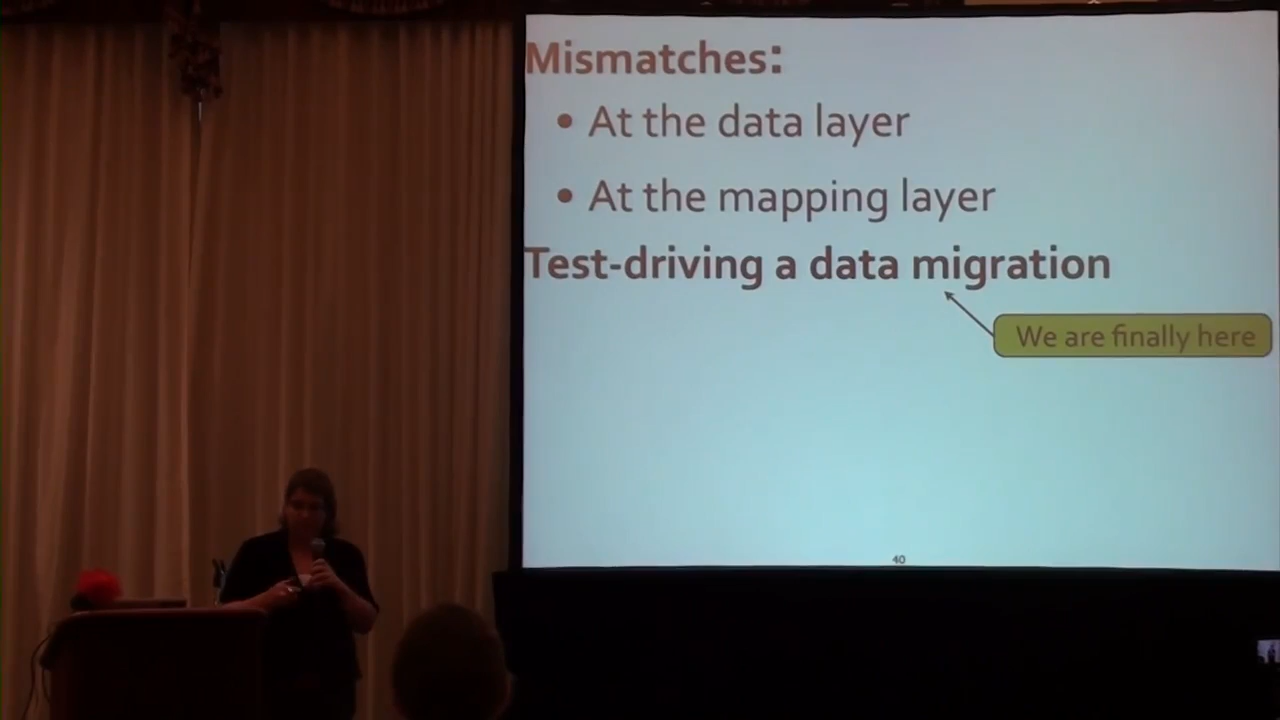 Mismatches:
• At the data layer
• At the mapping layer
Test-driving a data migration
We are finally here
40